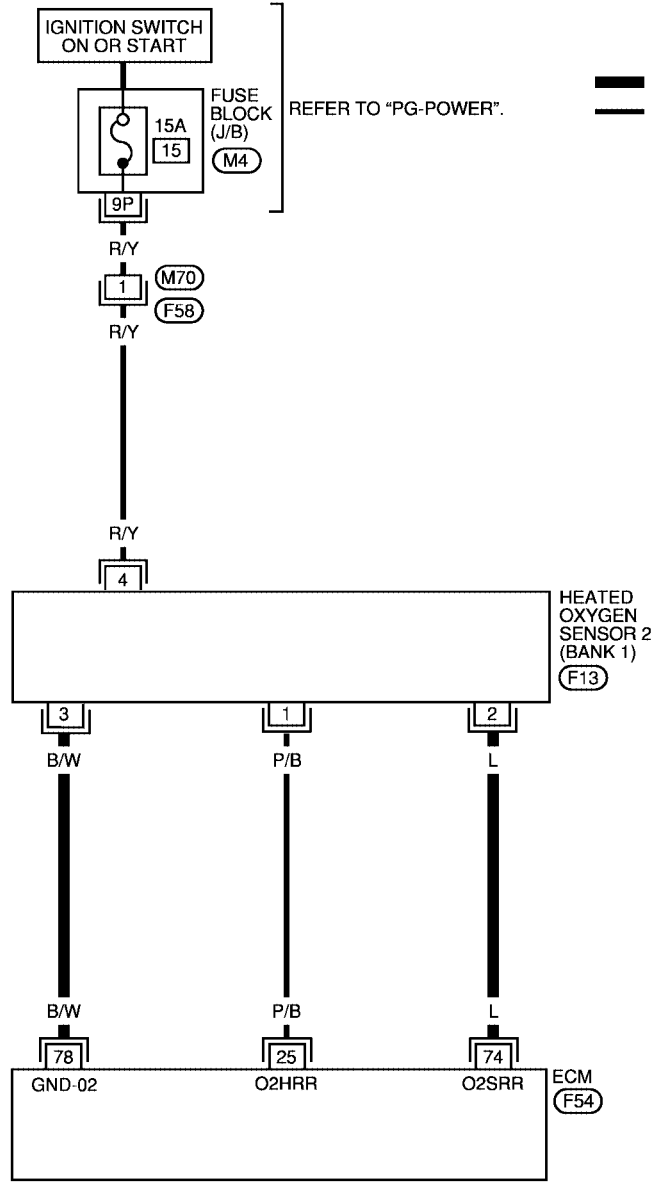 IGNITION SWITCH
ON OR START
FUSE
BLOCK
(J/B)
REFER TO “PG-POWER”.
15A
15
M4
9P
R/Y
1
M70
F58
R/Y
R/Y
4
HEATED
OXYGEN
SENSOR 2
(BANK 1)
F13
3
1
2
B/W
P/B
L
B/W
P/B
L
78
25
74
GND-02
O2HRR
O2SRR
ECM
F54